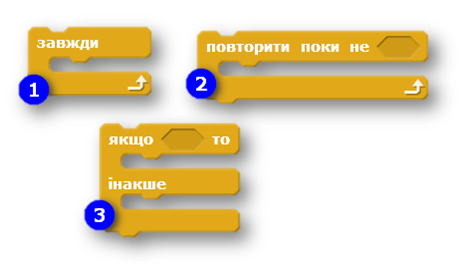 завжди
1
повторити поки не
2
якщо то
інакше
3